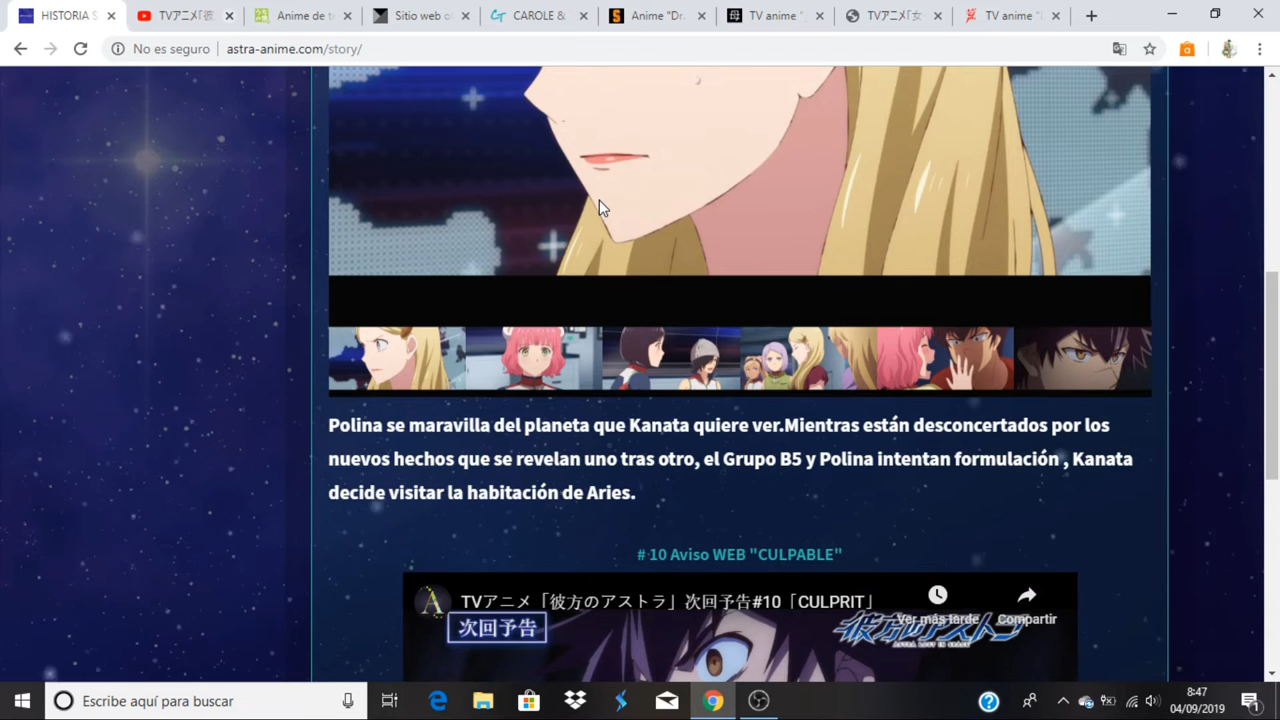 HISTORIA S
TVアニメ「彼
Anime de t
Sitio web o
CAROLE &
Anime "Dr.
TV anime "
TVアニメ「女
TV anime "
No es seguro
astra-anime.com/story/
Polina se maravilla del planeta que Kanata quiere ver.Mientras están desconcertados por los
nuevos hechos que se revelan uno tras otro, el Grupo B5 y Polina intentan formulación , Kanata
decide visitar la habitación de Aries.
# 10 Aviso WEB "CULPABLE"
TVアニメ「彼方のアストラ」次回予告#10「CULPRIT」
Ver más tarde
Compartir
次回予告
彼方のアストラ
ASTRA LOST IN SPACE
Escribe aquí para buscar
8:47
04/09/2019